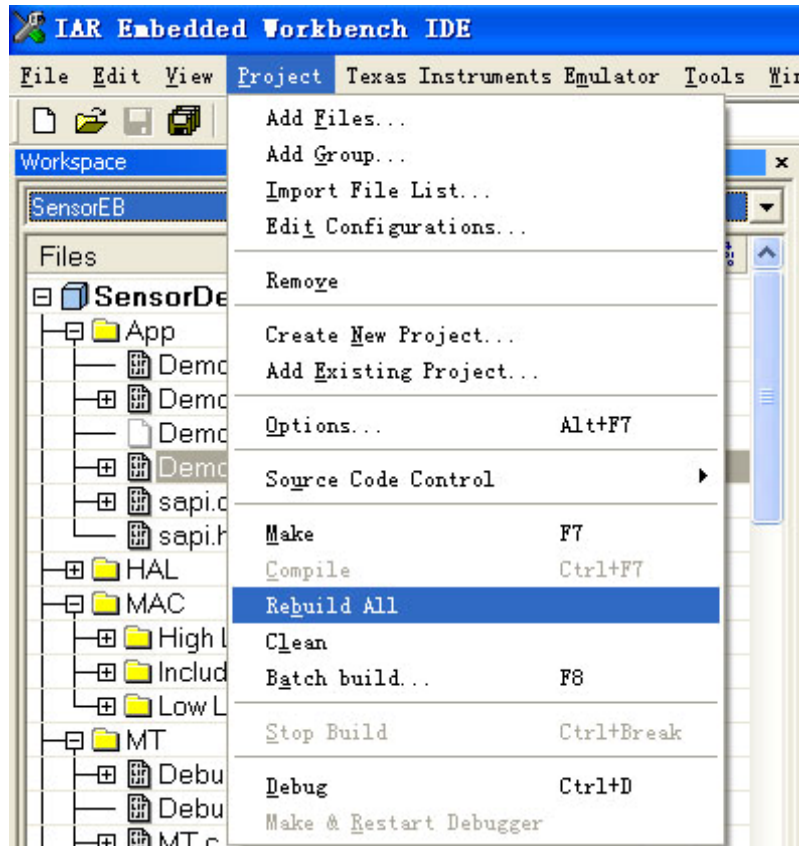 IAR Embedded Workbench IDE
File Edit View Project Texas Instruments Emulator Tools
Workspace
SensorEB
Files
SensorDe
App
Demo
Demo
Demo
Demo
sapi.c
sapi.h
HAL
MAC
High L
Includ
Low L
MT
Debu
Debu
MT.c
Add Files...
Add Group...
Import File List...
Edit Configurations...
Remove
Create New Project...
Add Existing Project...
Options... Alt+F7
Source Code Control
Make F7
Compile Ctrl+F7
Rebuild All
Clean
Batch build... F8
Stop Build Ctrl+Break
Debug Ctrl+D
Make & Restart Debugger